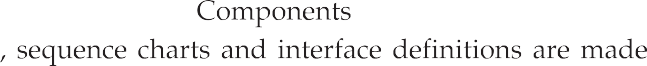 Components
, sequence charts and interface definitions are made